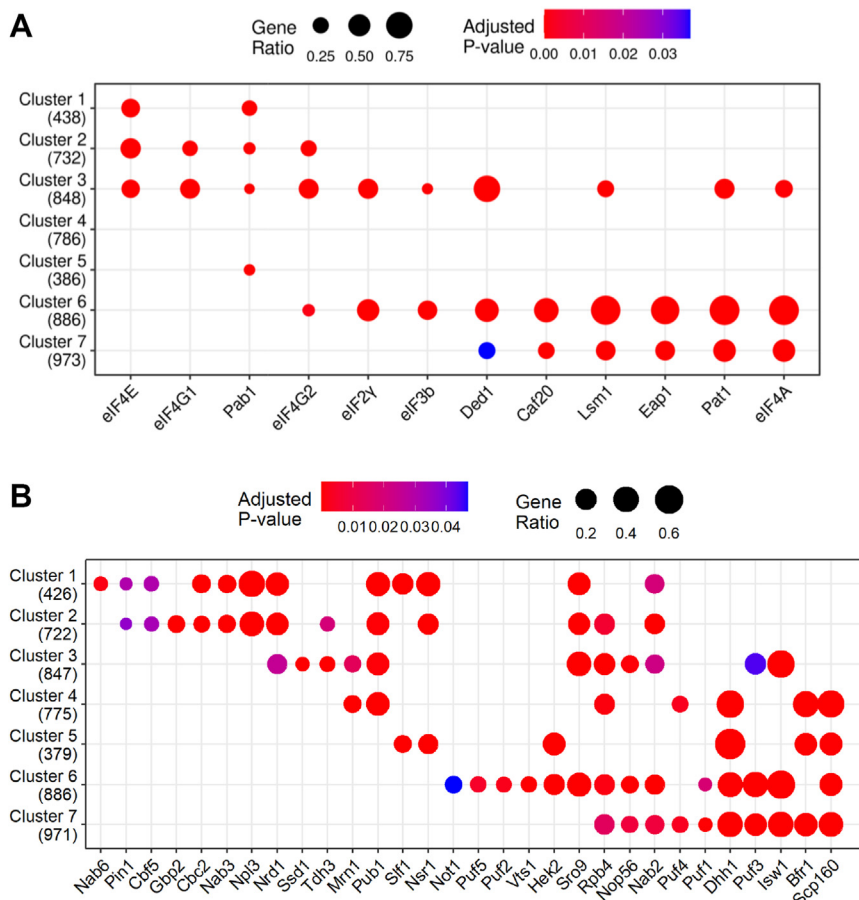 A
Gene
Ratio
0.25 0.50 0.75
Adjusted
P-value
0.00 0.01 0.02 0.03
Cluster 1
(438)
Cluster 2
(732)
Cluster 3
(848)
Cluster 4
(786)
Cluster 5
(386)
Cluster 6
(886)
Cluster 7
(973)
eIF4E eIF4G1 Pab1 eIF4G2 eIF2γ eIF3b Ded1 Caf20 Lsm1 Eap1 Pat1 eIF4A
B
Adjusted
P-value
0.01 0.02 0.03 0.04
Gene
Ratio
0.2 0.4 0.6
Cluster 1
(426)
Cluster 2
(722)
Cluster 3
(847)
Cluster 4
(775)
Cluster 5
(379)
Cluster 6
(886)
Cluster 7
(971)
Nab6 Pin1 Cbf5 Gbp2 Cbc2 Nab3 Npl3 Nrd1 Ssd1 Tdh3 Mrn1 Pub1 Slf1 Nsr1 Not1 Puf5 Puf2 Vts1 Hek2 Sro9 Rpb4 Nop56 Nab2 Puf4 Puf1 Dhh1 Puf3 Isw1 Bfr1 Scp160